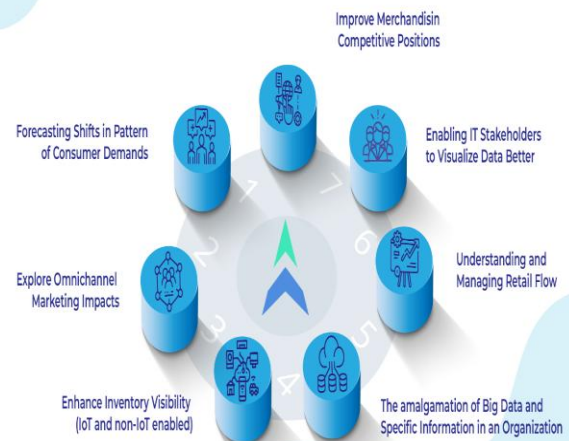 Improve Merchandisin
Competitive Positions
Forecasting Shifts in Pattern
of Consumer Demands
Enabling IT Stakeholders
to Visualize Data Better
1
7
2
6
Explore Omnichannel
Marketing Impacts
Understanding and
Managing Retail Flow
3
5
4
Enhance Inventory Visibility
(IoT and non-IoT enabled)
The amalgamation of Big Data and
Specific Information in an Organization